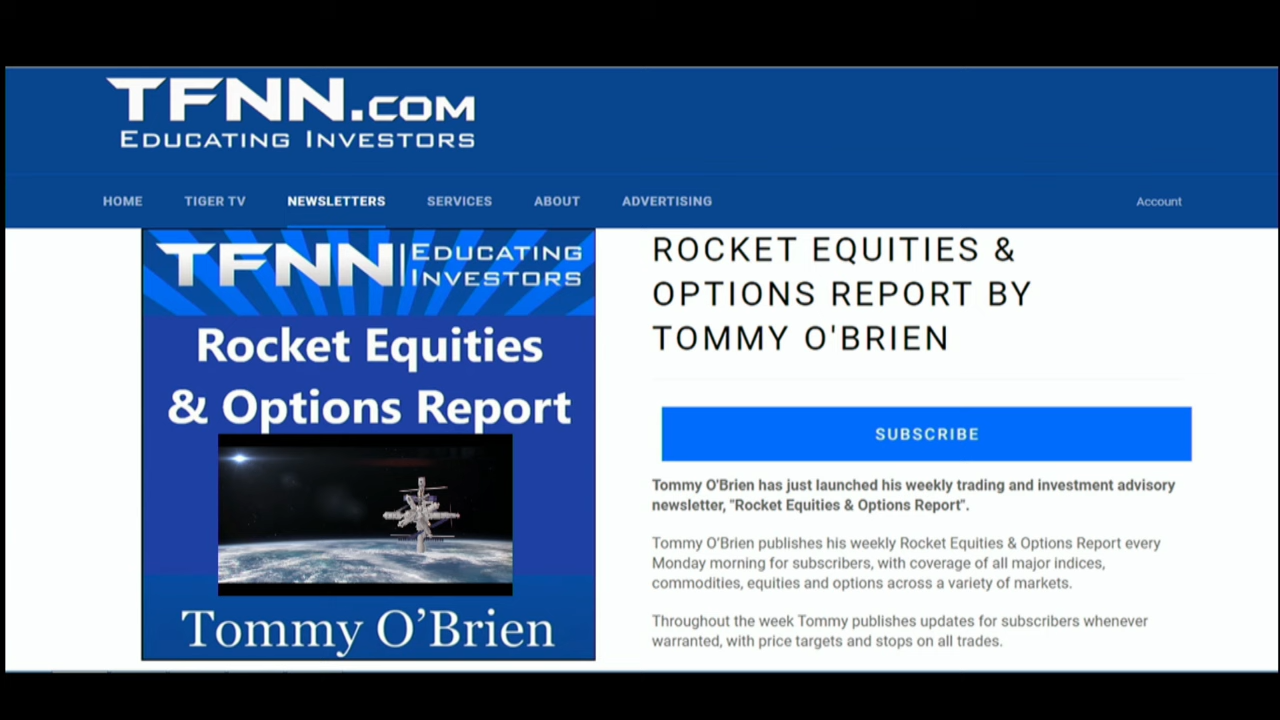 TFNN.COM
EDUCATING INVESTORS
HOME TIGER TV NEWSLETTERS SERVICES ABOUT ADVERTISING Account
TFNN EDUCATING
INVESTORS
Rocket Equities
& Options Report
Tommy O’Brien
ROCKET EQUITIES &
OPTIONS REPORT BY
TOMMY O'BRIEN
SUBSCRIBE
Tommy O'Brien has just launched his weekly trading and investment advisory
newsletter, "Rocket Equities & Options Report".
Tommy O’Brien publishes his weekly Rocket Equities & Options Report every
Monday morning for subscribers, with coverage of all major indices,
commodities, equities and options across a variety of markets.
Throughout the week Tommy publishes updates for subscribers whenever
warranted, with price targets and stops on all trades.